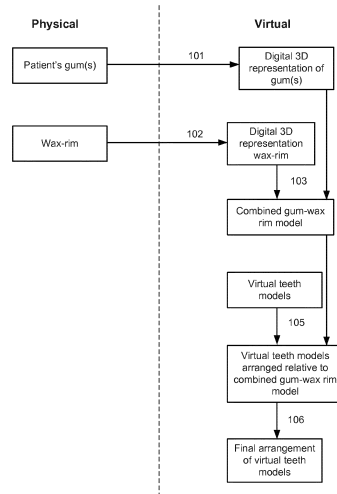 Physical
Virtual
101
Patient's gum(s)
Digital 3D
representation of
gum(s)
102
Wax-rim
Digital 3D
representation
wax-rim
103
Combined gum-wax
rim model
Virtual teeth
models
105
Virtual teeth models
arranged relative to
combined gum-wax rim
model
106
Final arrangement
of virtual teeth
models